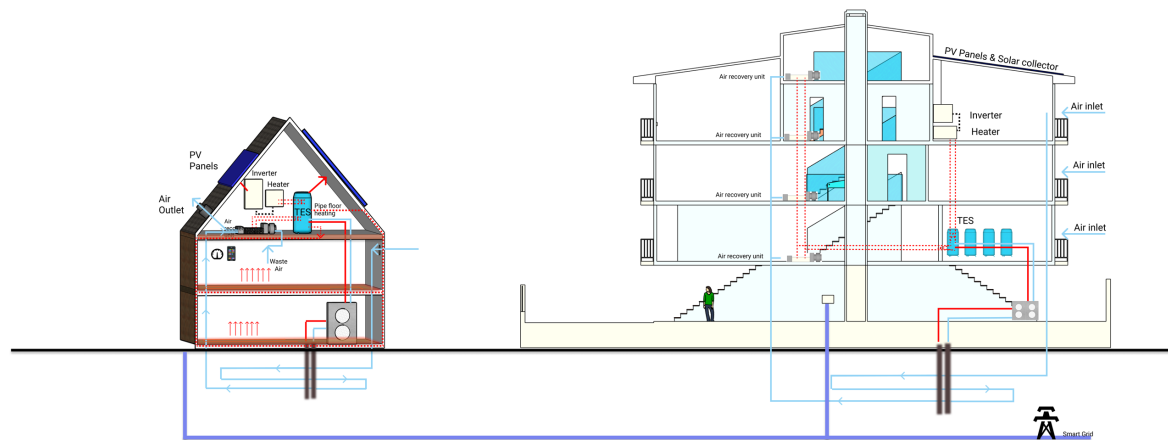 PV
Panels
Inverter
Heater
Air
Outlet
TES
Pipe floor
heating
Air
Waste
Air
PV Panels & Solar collector
Air recovery unit
Air inlet
Inverter
Heater
Air recovery unit
Air inlet
Air recovery unit
TES
Air inlet
Air recovery unit
Smart Grid